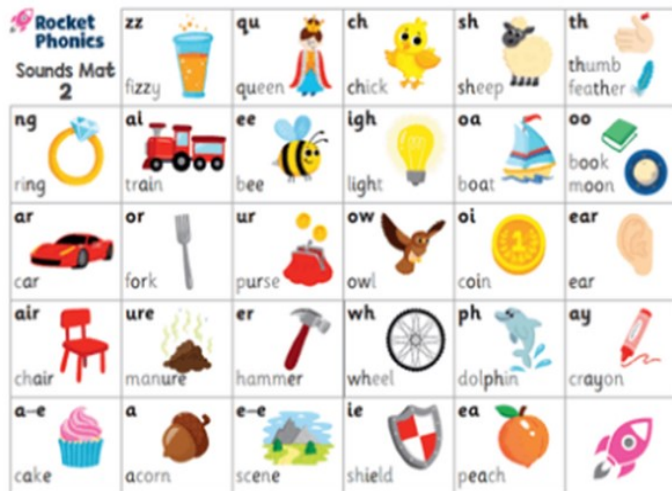 Rocket
Phonics
Sounds Mat
2
zz
fizzy
qu
queen
ch
chick
sh
sheep
th
thumb
feather
ng
ring
ai
train
ee
bee
igh
light
oa
boat
oo
book
moon
ar
car
or
fork
ur
purse
ow
owl
oi
coin
1
ear
ear
air
chair
ure
manure
er
hammer
wh
wheel
ph
dolphin
ay
crayon
a–e
cake
a
acorn
e–e
scene
ie
shield
ea
peach